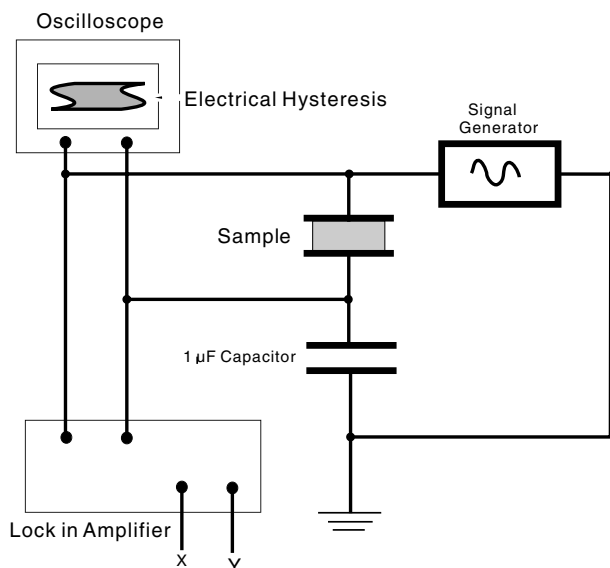 Oscilloscope
Electrical Hysteresis
Signal
Generator
Sample
1 µF Capacitor
Lock in Amplifier
X
Y